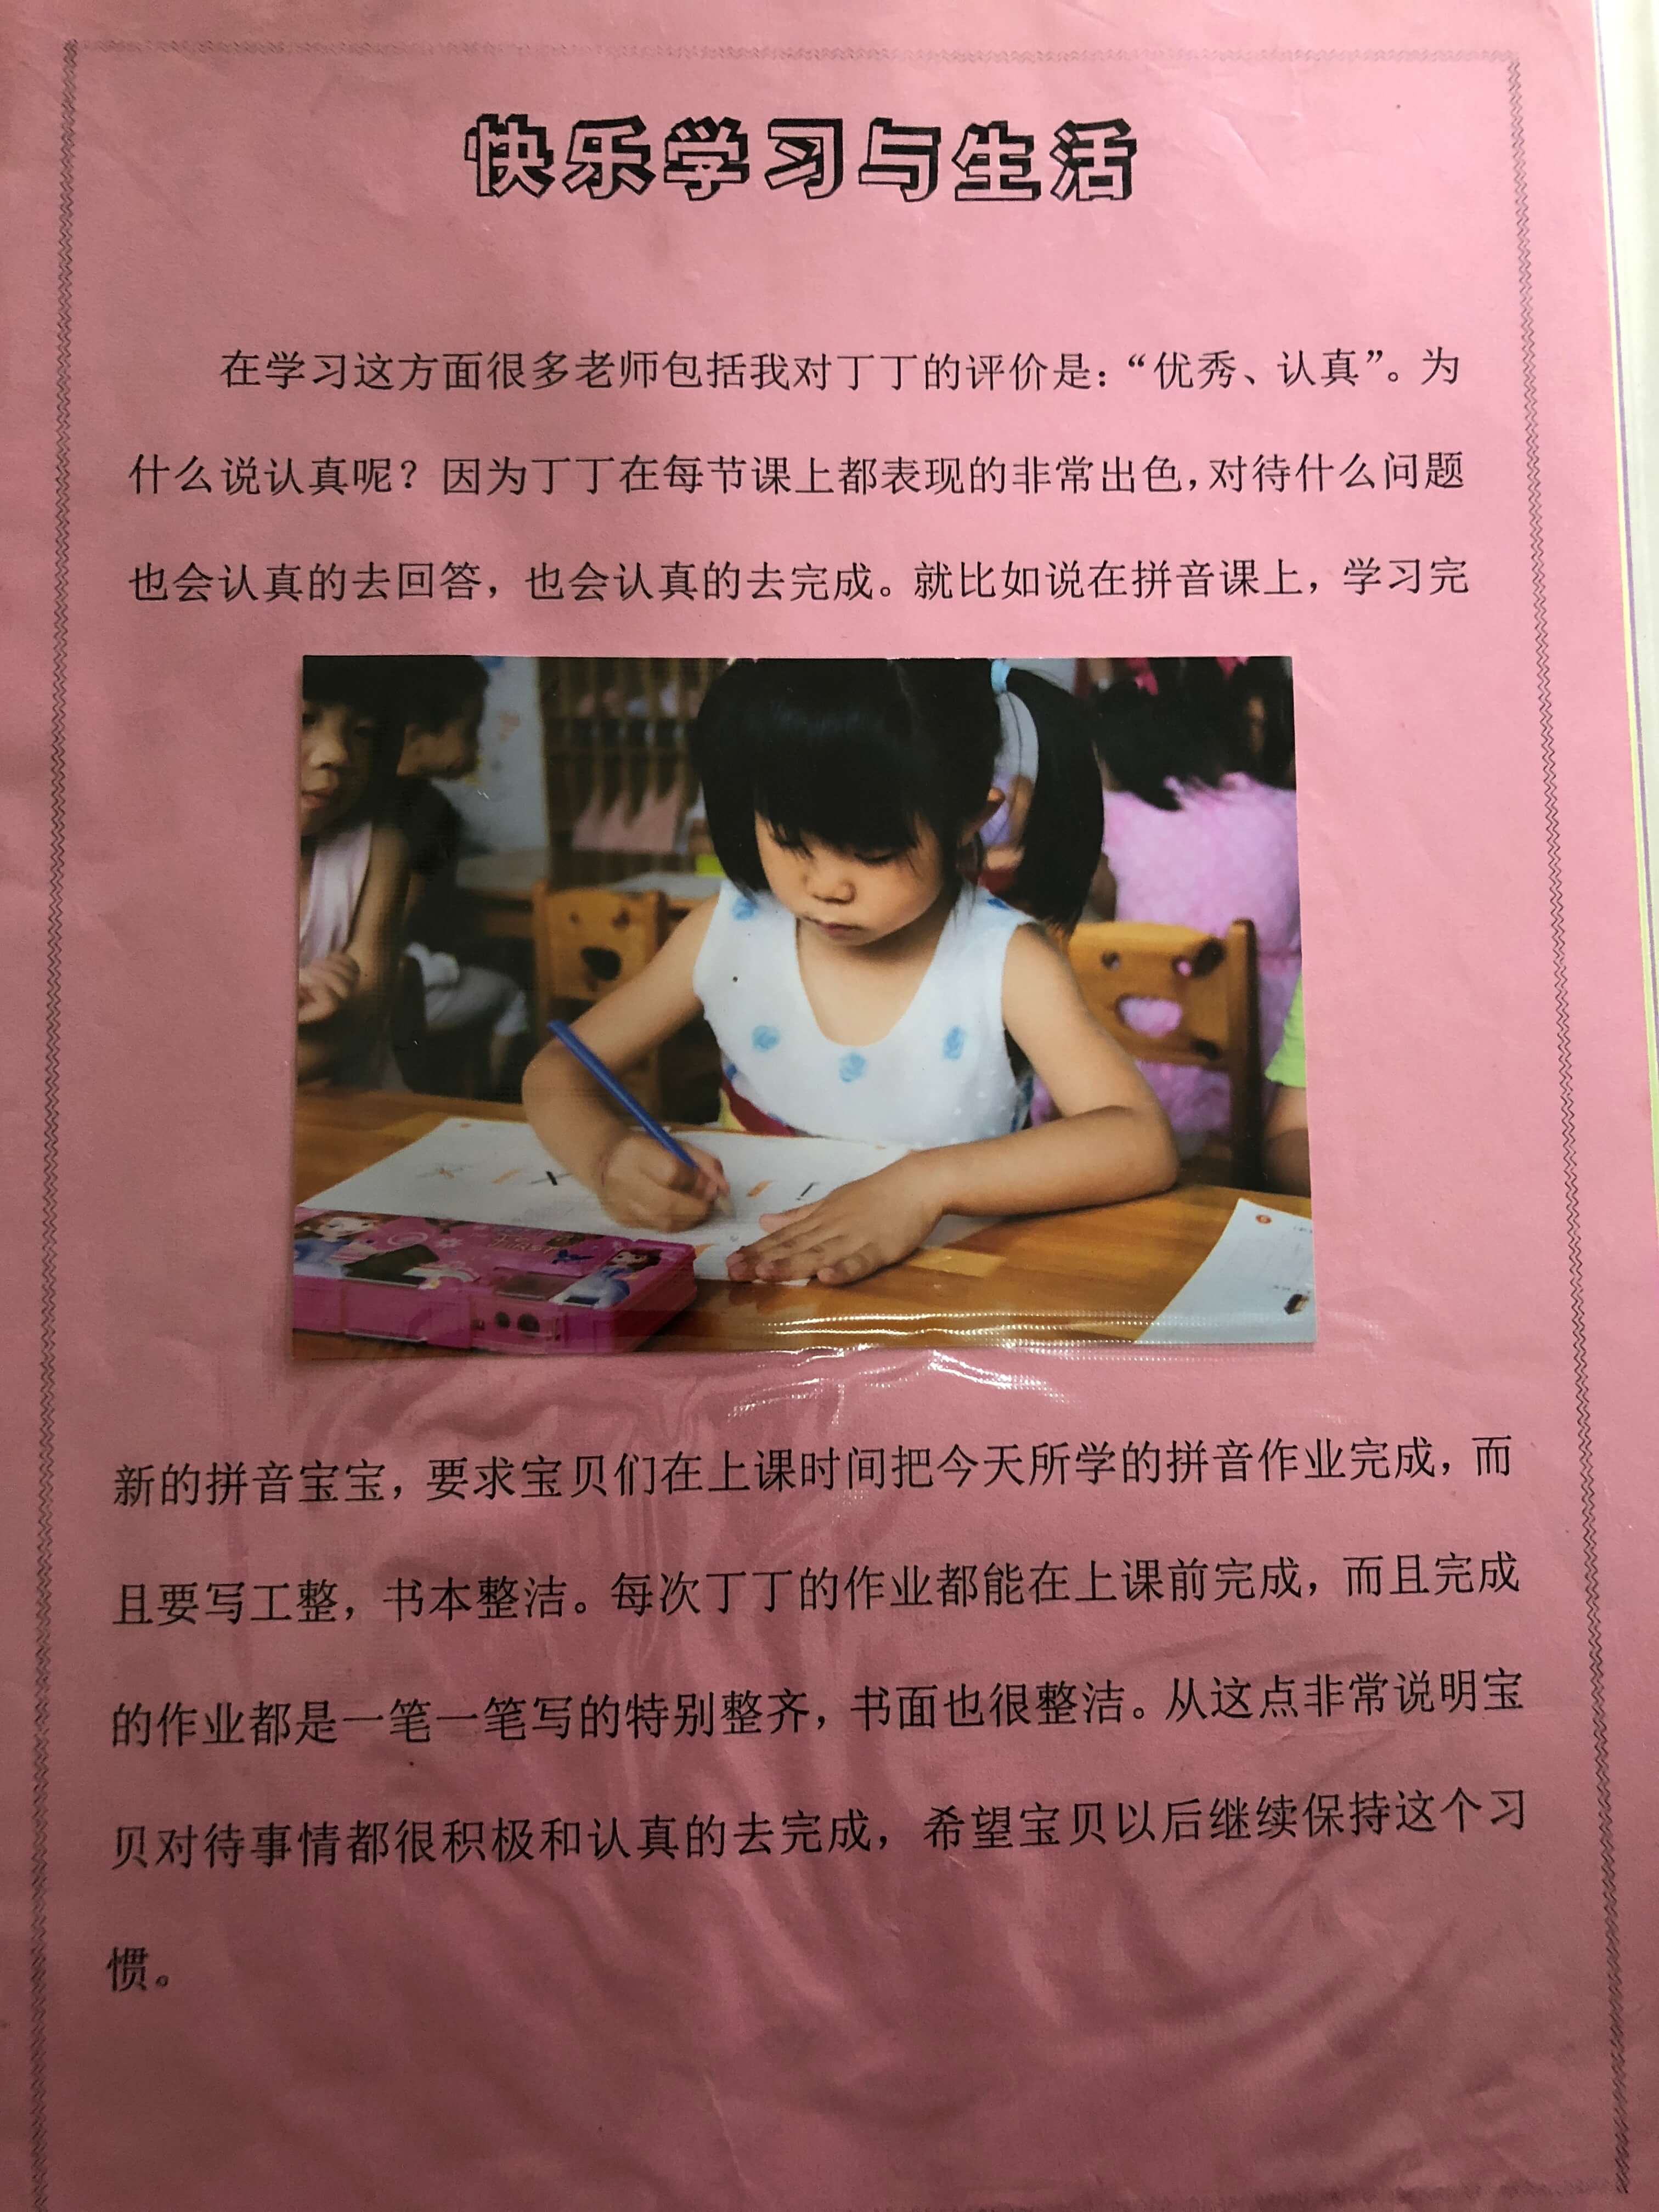 快乐学习与生活
在学习这方面很多老师包括我对丁丁的评价是：“优秀、认真”。为
什么说认真呢？因为丁丁在每节课上都表现的非常出色，对待什么问题
也会认真的去回答，也会认真的去完成。就比如说在拼音课上，学习完
新的拼音宝宝，要求宝贝们在上课时间把今天所学的拼音作业完成，而
且要写工整，书本整洁。每次丁丁的作业都能在上课前完成，而且完成
的作业都是一笔一笔写的特别整齐，书面也很整洁。从这点非常说明宝
贝对待事情都很积极和认真的去完成，希望宝贝以后继续保持这个习
惯。